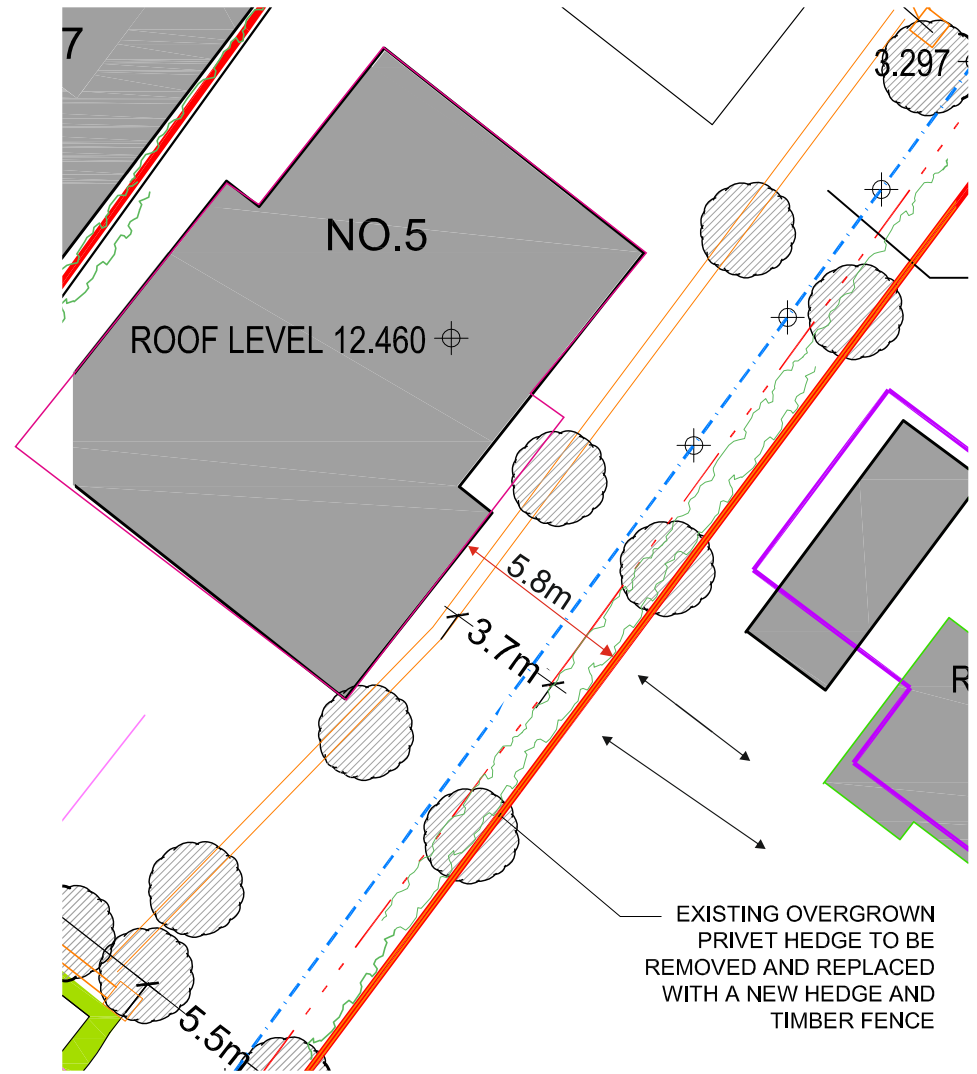 7
3.297
NO.5
ROOF LEVEL 12.460
5.8m
3.7m
R
EXISTING OVERGROWN
PRIVET HEDGE TO BE
REMOVED AND REPLACED
WITH A NEW HEDGE AND
TIMBER FENCE
5.5m